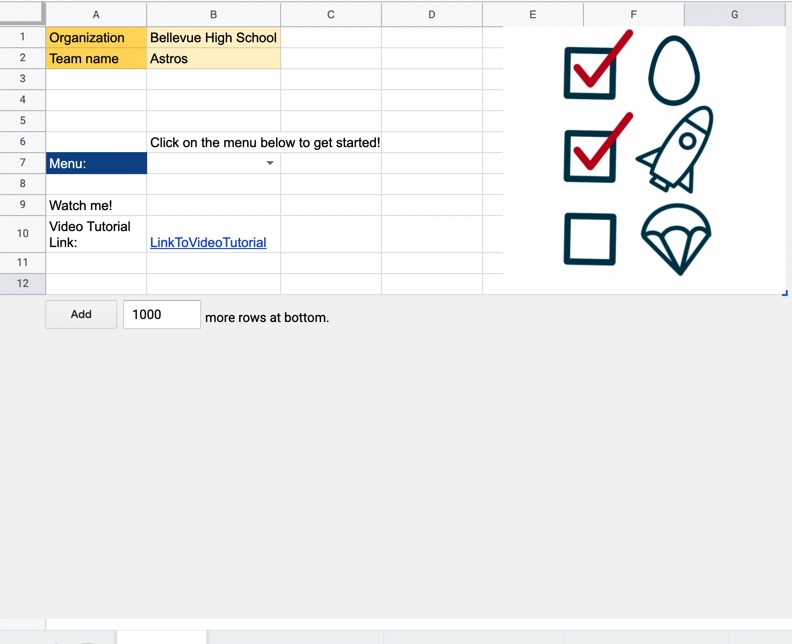 A B C D E F G
1 Organization Bellevue High School
2 Team name Astros
3
4
5
6 Click on the menu below to get started!
7 Menu:
8
9 Watch me!
Video Tutorial
10 Link: LinkToVideoTutorial
11
12
Add 1000 more rows at bottom.